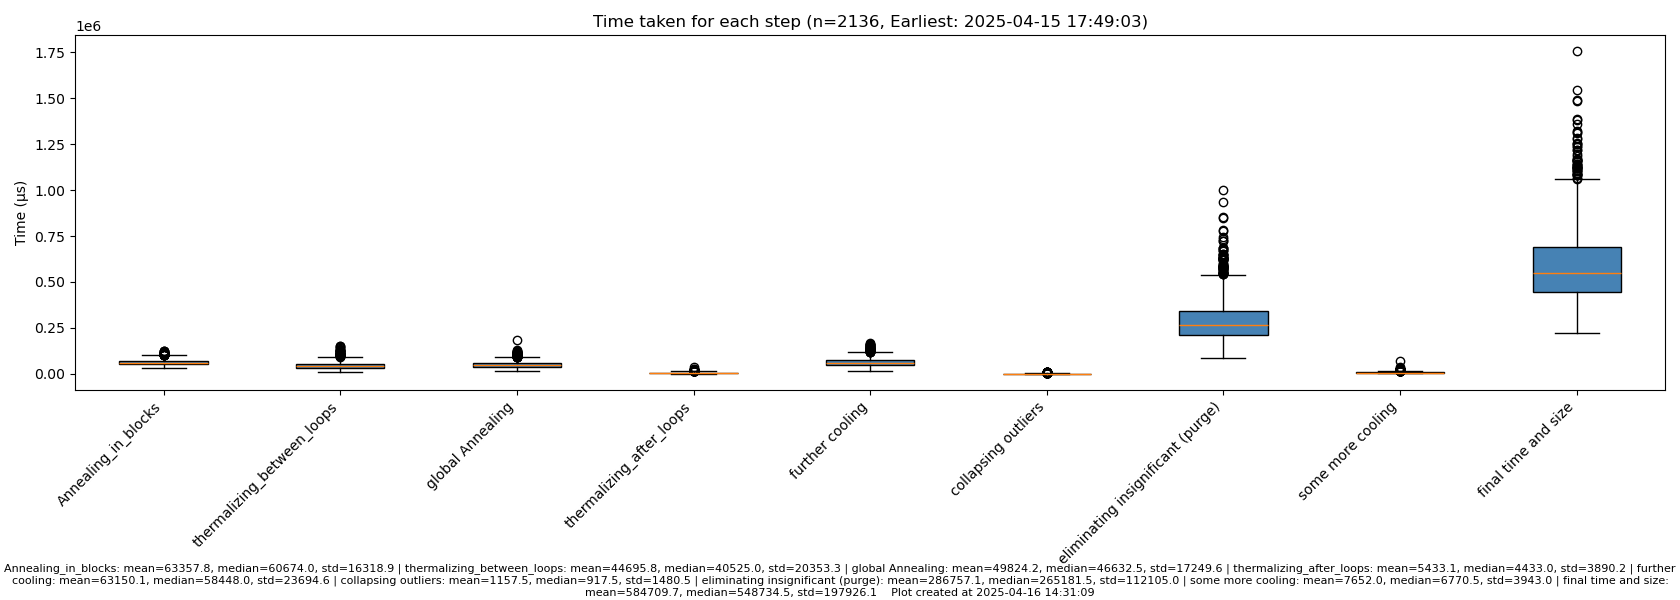 Time taken for each step (n=2136, Earliest: 2025-04-15 17:49:03)
1e6
1.75
1.50
1.25
1.00
0.75
0.50
0.25
0.00
Time (µs)
Annealing_in_blocks
thermalizing_between_loops
global Annealing
thermalizing_after_loops
further cooling
collapsing outliers
eliminating insignificant (purge)
some more cooling
final time and size
Annealing_in_blocks: mean=63357.8, median=60674.0, std=16318.9 | thermalizing_between_loops: mean=44695.8, median=40525.0, std=20353.3 | global Annealing: mean=49824.2, median=46632.5, std=17249.6 | thermalizing_after_loops: mean=5433.1, median=4433.0, std=3890.2 | further
cooling: mean=63150.1, median=58448.0, std=23694.6 | collapsing outliers: mean=1157.5, median=917.5, std=1480.5 | eliminating insignificant (purge): mean=286757.1, median=265181.5, std=112105.0 | some more cooling: mean=7652.0, median=6770.5, std=3943.0 | final time and size:
mean=584709.7, median=548734.5, std=197926.1    Plot created at 2025-04-16 14:31:09